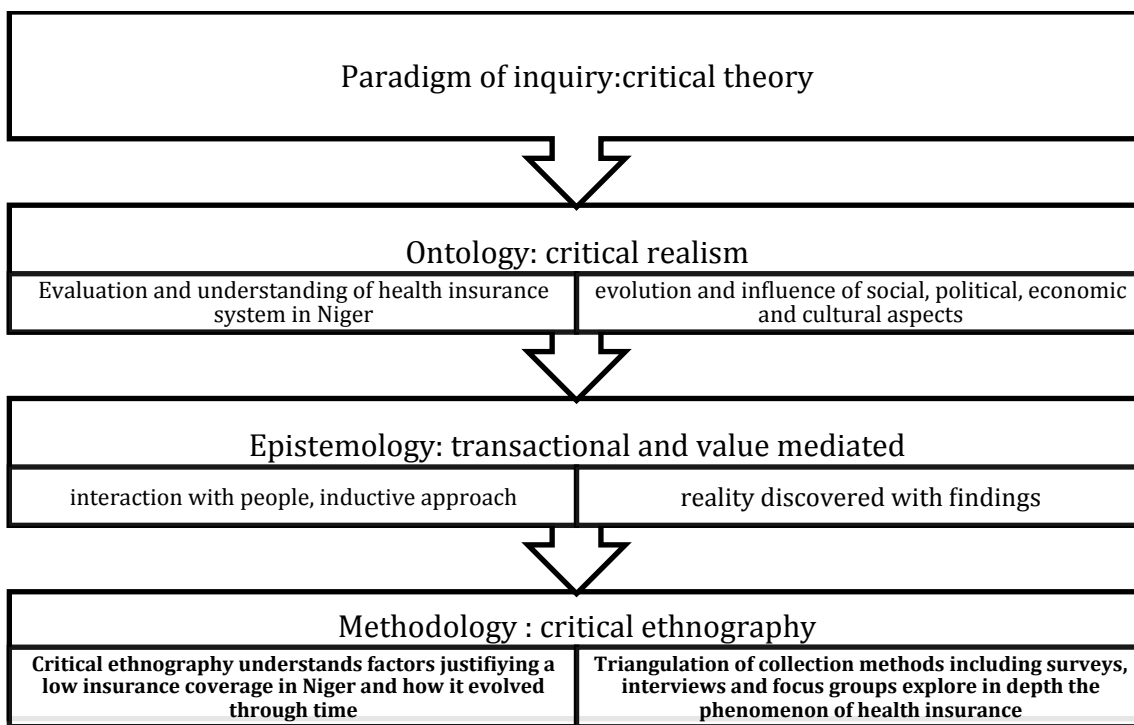 Paradigm of inquiry:critical theory
Ontology: critical realism
Evaluation and understanding of health insurance
system in Niger
evolution and influence of social, political, economic
and cultural aspects
Epistemology: transactional and value mediated
interaction with people, inductive approach
reality discovered with findings
Methodology : critical ethnography
Critical ethnography understands factors justifiying a
low insurance coverage in Niger and how it evolved
through time
Triangulation of collection methods including surveys,
interviews and focus groups explore in depth the
phenomenon of health insurance